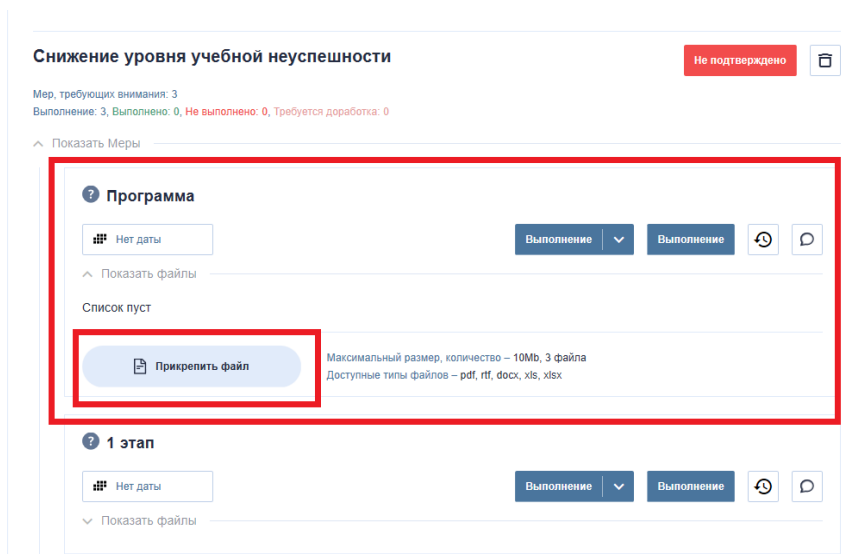 Снижение уровня учебной неуспешности
Не подтверждено
Мер, требующих внимания: 3
Выполнение: 3, Выполнено: 0, Не выполнено: 0, Требуется доработка: 0
Показать Меры
? Программа
Нет даты Выполнение Выполнение
Показать файлы
Список пуст
Прикрепить файл
Максимальный размер, количество – 10Mb, 3 файла
Доступные типы файлов – pdf, rtf, docx, xls, xlsx
? 1 этап
Нет даты Выполнение Выполнение
Показать файлы